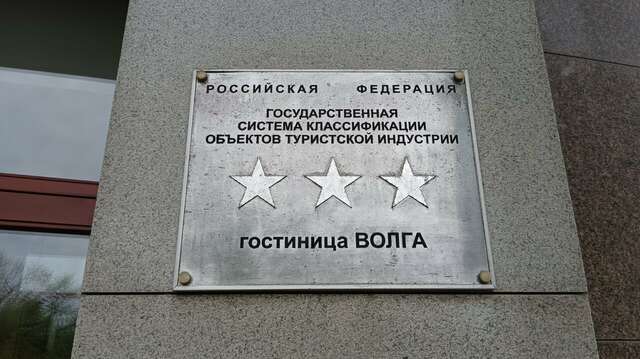 РОССИЙСКАЯ ФЕДЕРАЦИЯ
ГОСУДАРСТВЕННАЯ
СИСТЕМА КЛАССИФИКАЦИИ
ОБЪЕКТОВ ТУРИСТСКОЙ ИНДУСТРИИ
гостиница ВОЛГА